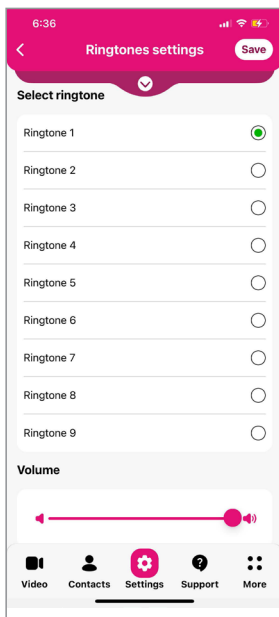 6:36
Ringtones settings
Save
Select ringtone
Ringtone 1
Ringtone 2
Ringtone 3
Ringtone 4
Ringtone 5
Ringtone 6
Ringtone 7
Ringtone 8
Ringtone 9
Volume
Video Contacts Settings Support More